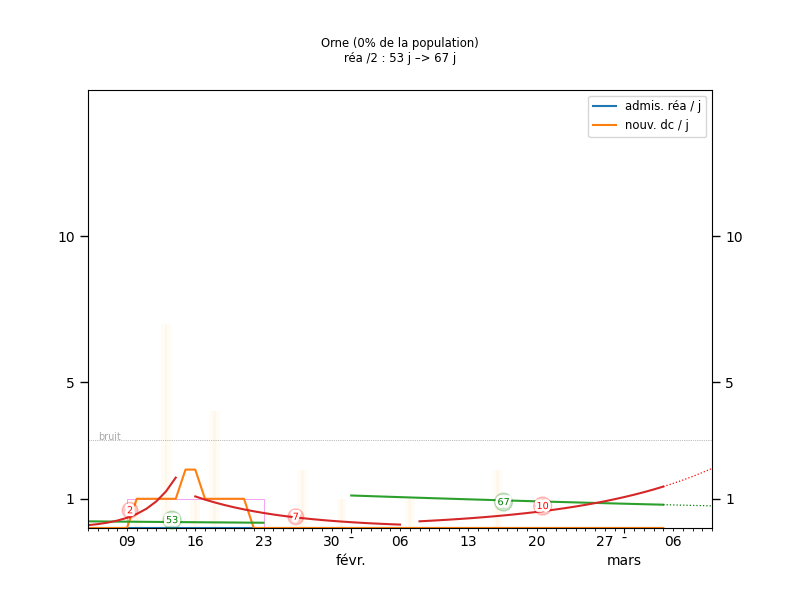 Orne (0% de la population)
réa /2 : 53 j –> 67 j
admis. réa / j
nouv. dc / j
10 10
5 5
bruit
67
10
1 1
2
7
53
09 16 23 30 - 06 13 20 27 - 06
févr. mars